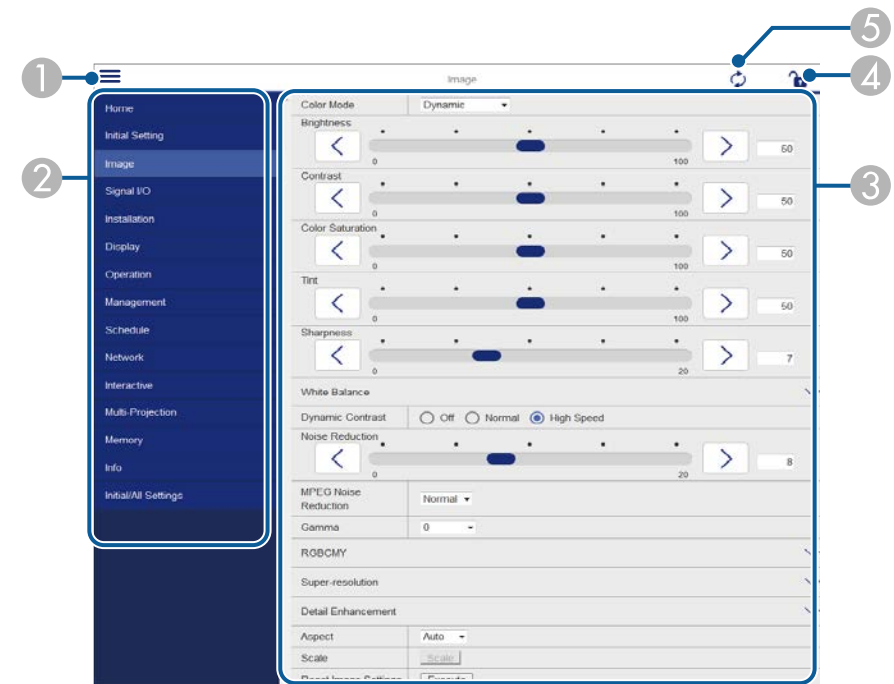 5
1
Image
4
Home
Color Mode Dynamic
Brightness
Initial Setting
0 100 50
Image
2
Contrast
3
Signal I/O
0 100 50
Installation
Color Saturation
Display
0 100 50
Operation
Tint
Management
0 100 50
Schedule
Sharpness
Network
0 20 7
Interactive
White Balance
Multi-Projection
Dynamic Contrast Off Normal High Speed
Memory
Noise Reduction
Info
0 20 8
Initial/All Settings
MPEG Noise
Reduction Normal
Gamma 0
RGBCMY
Super-resolution
Detail Enhancement
Aspect Auto
Scale Scale
Reset Image Settings Execute